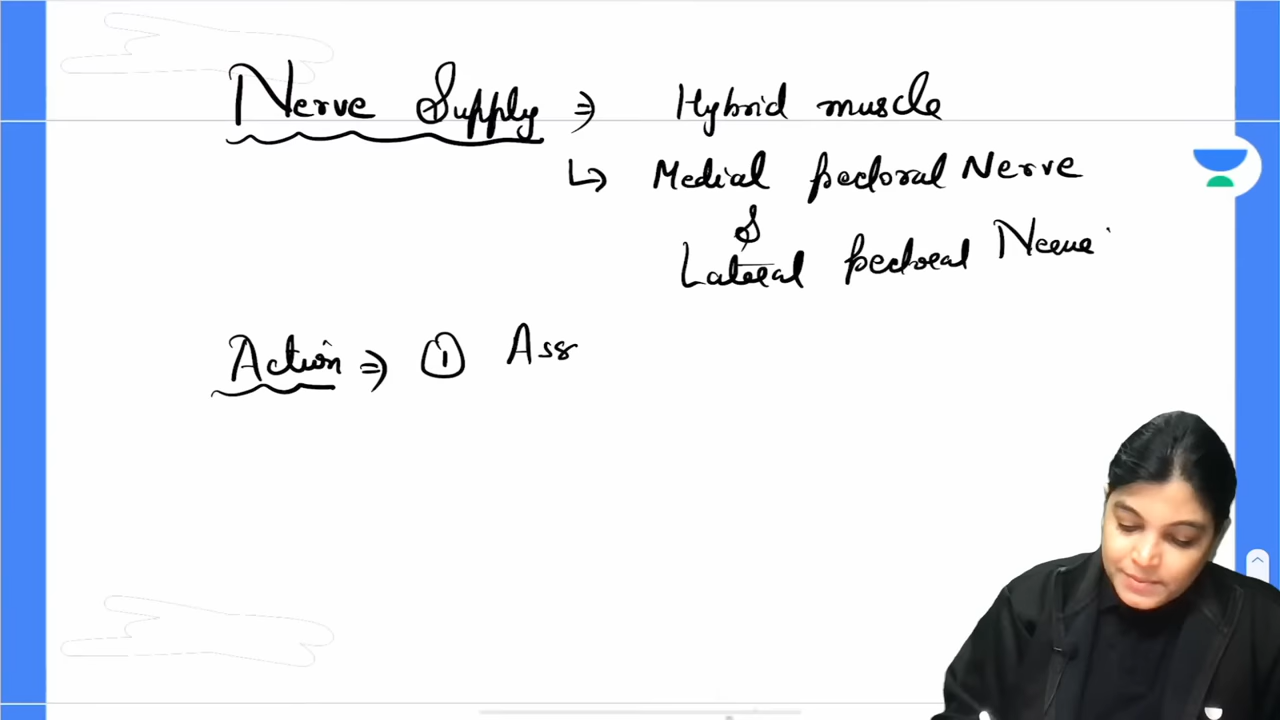 Nerve Supply ⇒ Hybrid muscle
↳ Medial pectoral Nerve
&
Lateral pectoral Nerve
Action ⇒ ① Ass